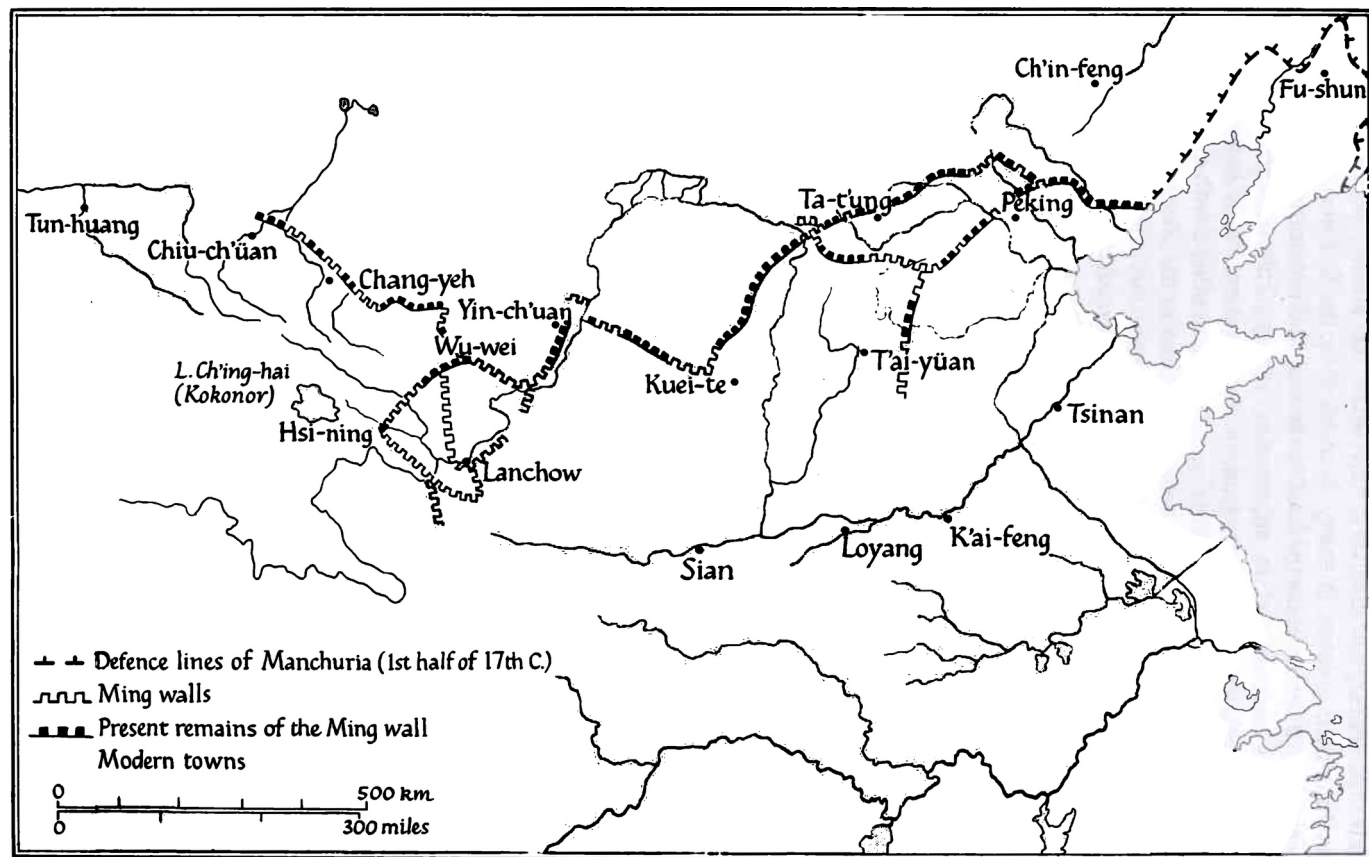 Ch'in-feng
Fu-shun
Tun-huang
Chiu-ch'üan
Ta-t'ung
Peking
Chang-yeh
Yin-ch'uan
Wu-wei
L. Ch'ing-hai
(Kokonor)
Kuei-te
T'ai-yüan
Hsi-ning
Tsinan
Lanchow
Sian
Loyang
K'ai-feng
Defence lines of Manchuria (1st half of 17th C.)
Ming walls
Present remains of the Ming wall
Modern towns
0 500 km
0 300 miles